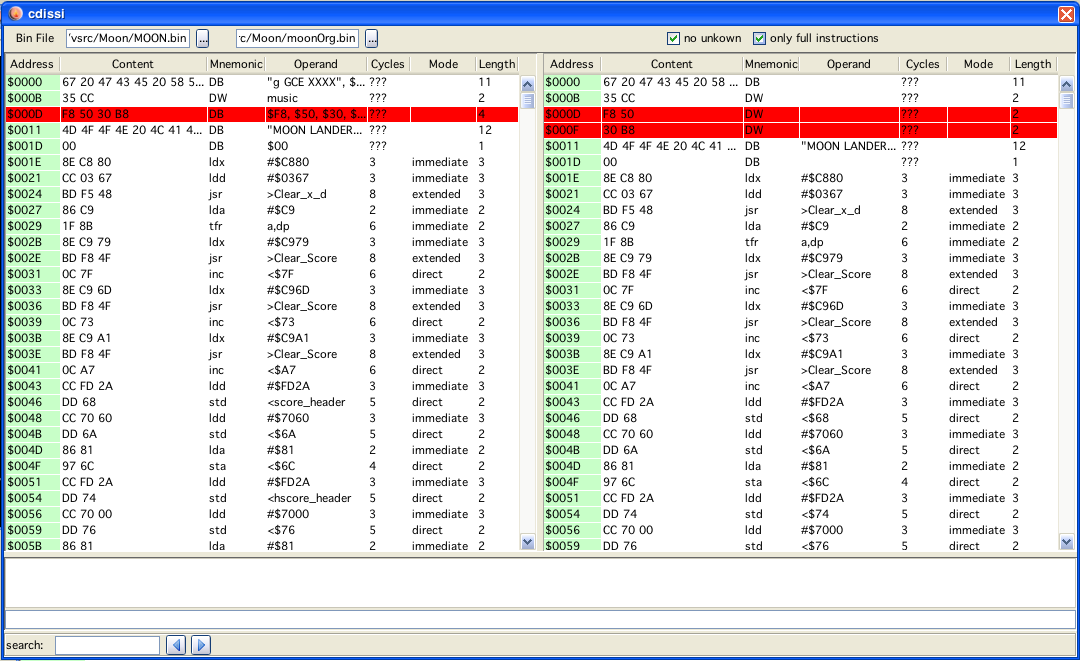 cdissi
Bin File 'vsrc/Moon/MOON.bin ... 'c/Moon/moonOrg.bin ... no unkown only full instructions
Address Content Mnemonic Operand Cycles Mode Length Address Content Mnemonic Operand Cycles Mode Length
$0000 67 20 47 43 45 20 58 5... DB "g GCE XXXX", $... ??? 11 $0000 67 20 47 43 45 20 58 ... DB ??? 11
$000B 35 CC DW music ??? 2 $000B 35 CC DW ??? 2
$000D F8 50 30 B8 DB $F8, $50, $30, $... ??? 4 $000D F8 50 DW ??? 2
$0011 4D 4F 4F 4E 20 4C 41 4... DB "MOON LANDER... ??? 12 $000F 30 B8 DW ??? 2
$001D 00 DB $00 ??? 1 $0011 4D 4F 4F 4E 20 4C 41 ... DB "MOON LANDER... ??? 12
$001E 8E C8 80 ldx #$C880 3 immediate 3 $001D 00 DB ??? 1
$0021 CC 03 67 ldd #$0367 3 immediate 3 $001E 8E C8 80 ldx #$C880 3 immediate 3
$0024 BD F5 48 jsr >Clear_x_d 8 extended 3 $0021 CC 03 67 ldd #$0367 3 immediate 3
$0027 86 C9 lda #$C9 2 immediate 2 $0024 BD F5 48 jsr >Clear_x_d 8 extended 3
$0029 1F 8B tfr a,dp 6 immediate 2 $0027 86 C9 lda #$C9 2 immediate 2
$002B 8E C9 79 ldx #$C979 3 immediate 3 $0029 1F 8B tfr a,dp 6 immediate 2
$002E BD F8 4F jsr >Clear_Score 8 extended 3 $002B 8E C9 79 ldx #$C979 3 immediate 3
$0031 0C 7F inc <$7F 6 direct 2 $002E BD F8 4F jsr >Clear_Score 8 extended 3
$0033 8E C9 6D ldx #$C96D 3 immediate 3 $0031 0C 7F inc <$7F 6 direct 2
$0036 BD F8 4F jsr >Clear_Score 8 extended 3 $0033 8E C9 6D ldx #$C96D 3 immediate 3
$0039 0C 73 inc <$73 6 direct 2 $0036 BD F8 4F jsr >Clear_Score 8 extended 3
$003B 8E C9 A1 ldx #$C9A1 3 immediate 3 $0039 0C 73 inc <$73 6 direct 2
$003E BD F8 4F jsr >Clear_Score 8 extended 3 $003B 8E C9 A1 ldx #$C9A1 3 immediate 3
$0041 0C A7 inc <$A7 6 direct 2 $003E BD F8 4F jsr >Clear_Score 8 extended 3
$0043 CC FD 2A ldd #$FD2A 3 immediate 3 $0041 0C A7 inc <$A7 6 direct 2
$0046 DD 68 std <score_header 5 direct 2 $0043 CC FD 2A ldd #$FD2A 3 immediate 3
$0048 CC 70 60 ldd #$7060 3 immediate 3 $0046 DD 68 std <$68 5 direct 2
$004B DD 6A std <$6A 5 direct 2 $0048 CC 70 60 ldd #$7060 3 immediate 3
$004D 86 81 lda #$81 2 immediate 2 $004B DD 6A std <$6A 5 direct 2
$004F 97 6C sta <$6C 4 direct 2 $004D 86 81 lda #$81 2 immediate 2
$0051 CC FD 2A ldd #$FD2A 3 immediate 3 $004F 97 6C sta <$6C 4 direct 2
$0054 DD 74 std <hscore_header 5 direct 2 $0051 CC FD 2A ldd #$FD2A 3 immediate 3
$0056 CC 70 00 ldd #$7000 3 immediate 3 $0054 DD 74 std <$74 5 direct 2
$0059 DD 76 std <$76 5 direct 2 $0056 CC 70 00 ldd #$7000 3 immediate 3
$005B 86 81 lda #$81 2 immediate 2 $0059 DD 76 std <$76 5 direct 2
search: